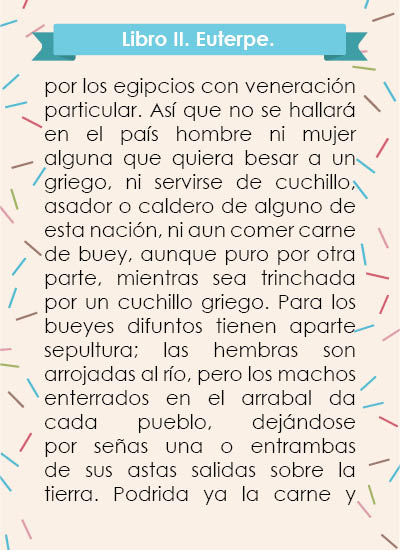 Libro II. Euterpe.
por los egipcios con veneración
particular. Así que no se hallará
en el país hombre ni mujer
alguna que quiera besar a un
griego, ni servirse de cuchillo,
asador o caldero de alguno de
esta nación, ni aun comer carne
de buey, aunque puro por otra
parte, mientras sea trinchada
por un cuchillo griego. Para los
bueyes difuntos tienen aparte
sepultura; las hembras son
arrojadas al río, pero los machos
enterrados en el arrabal da
cada pueblo, dejándose
por señas una o entrambas
de sus astas salidas sobre la
tierra. Podrida ya la carne y